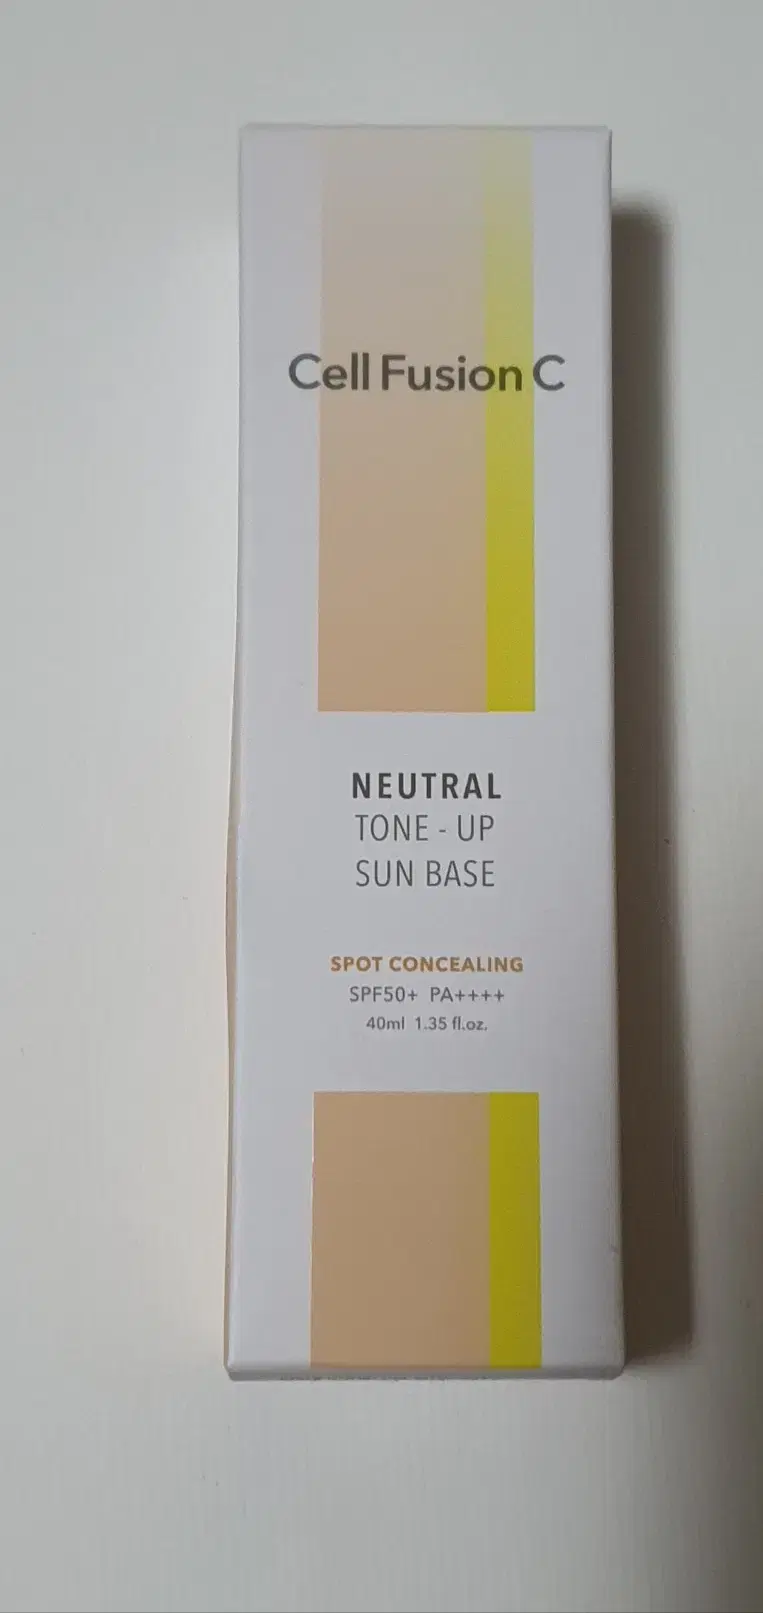 Cell Fusion C
NEUTRAL
TONE - UP
SUN BASE
SPOT CONCEALING
SPF50+ PA++++
40ml 1.35 fl.oz.